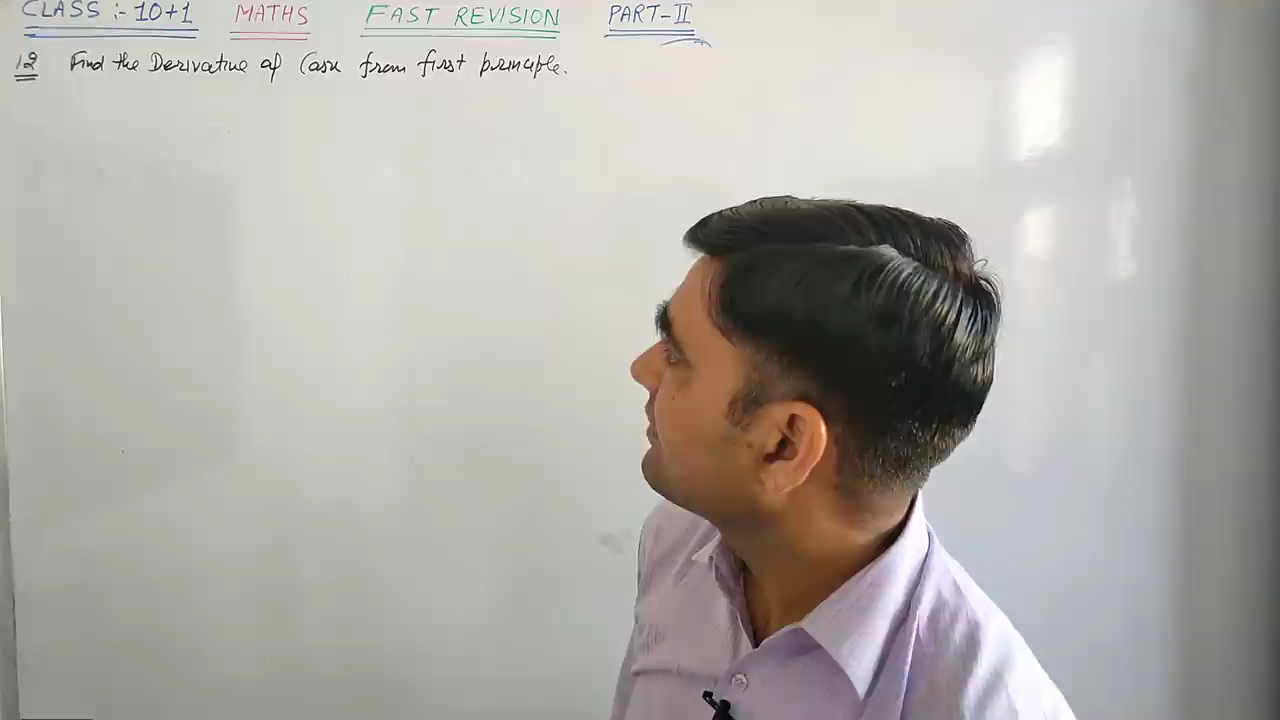 CLASS :- 10+1 MATHS FAST REVISION PART-II
12 Find the Derivative of Cosx from first principle.